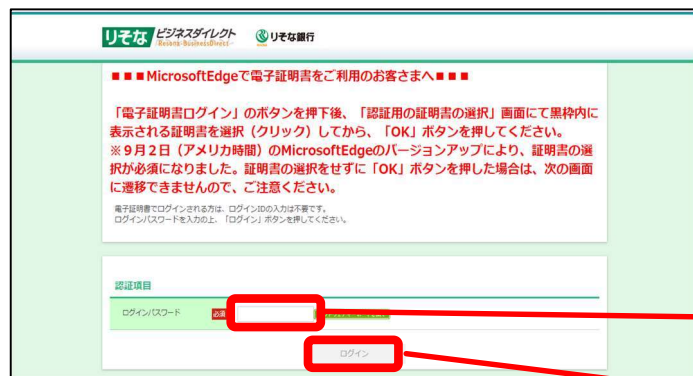 りそな ビジネスダイレクト りそな銀行
-Resona-BusinessDirect-
■■■MicrosoftEdgeで電子証明書をご利用のお客さまへ■■■
「電子証明書ログイン」のボタンを押下後、「認証用の証明書の選択」画面にて黒枠内に
表示される証明書を選択（クリック）してから、「OK」ボタンを押してください。
※９月２日（アメリカ時間）のMicrosoftEdgeのバージョンアップにより、証明書の選
択が必須になりました。証明書の選択をせずに「OK」ボタンを押した場合は、次の画面
に遷移できませんので、ご注意ください。
電子証明書でログインされる方は、ログインIDの入力は不要です。
ログインパスワードを入力の上、「ログイン」ボタンを押してください。
認証項目
ログインパスワード 必須
ログイン